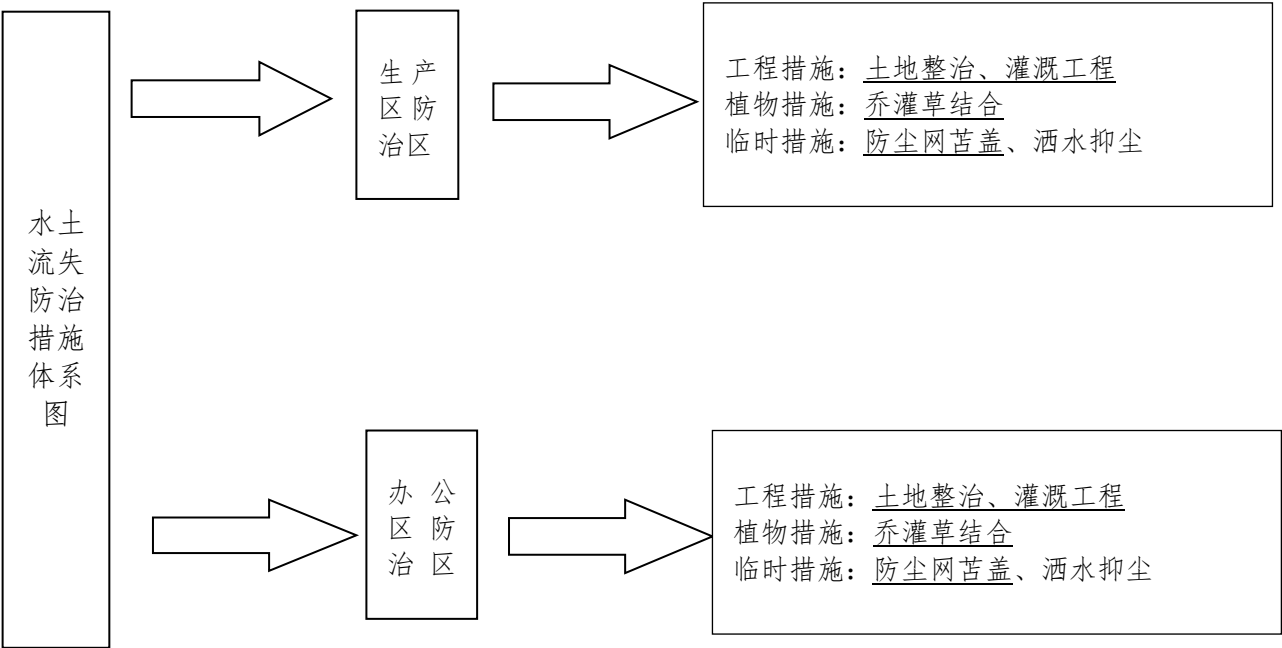 水土
流失
防治
措施
体系
图
生产
区防
治区
工程措施：土地整治、灌溉工程
植物措施：乔灌草结合
临时措施：防尘网苫盖、洒水抑尘
办公
区防
治区
工程措施：土地整治、灌溉工程
植物措施：乔灌草结合
临时措施：防尘网苫盖、洒水抑尘